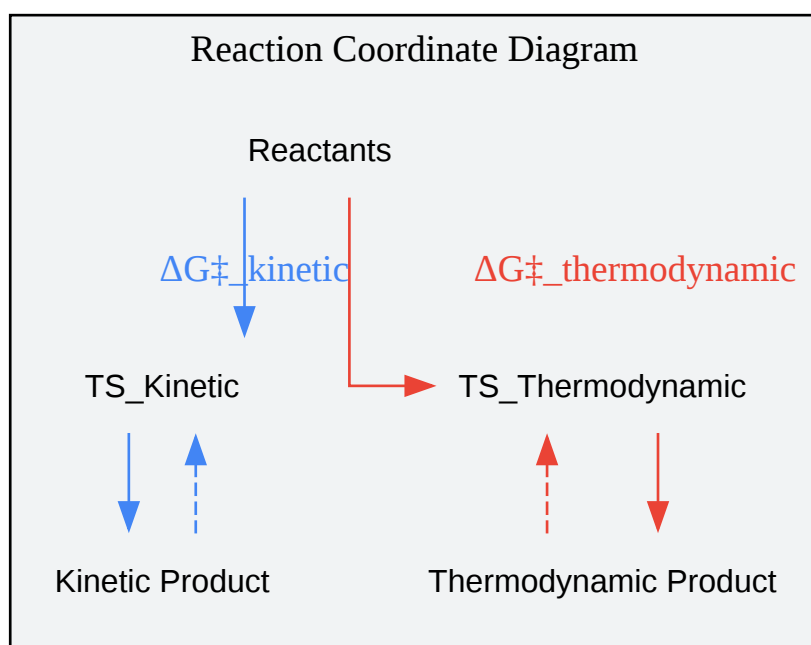 Reaction Coordinate Diagram
Reactants
ΔG‡_kinetic
ΔG‡_thermodynamic
TS_Kinetic
TS_Thermodynamic
Kinetic Product
Thermodynamic Product